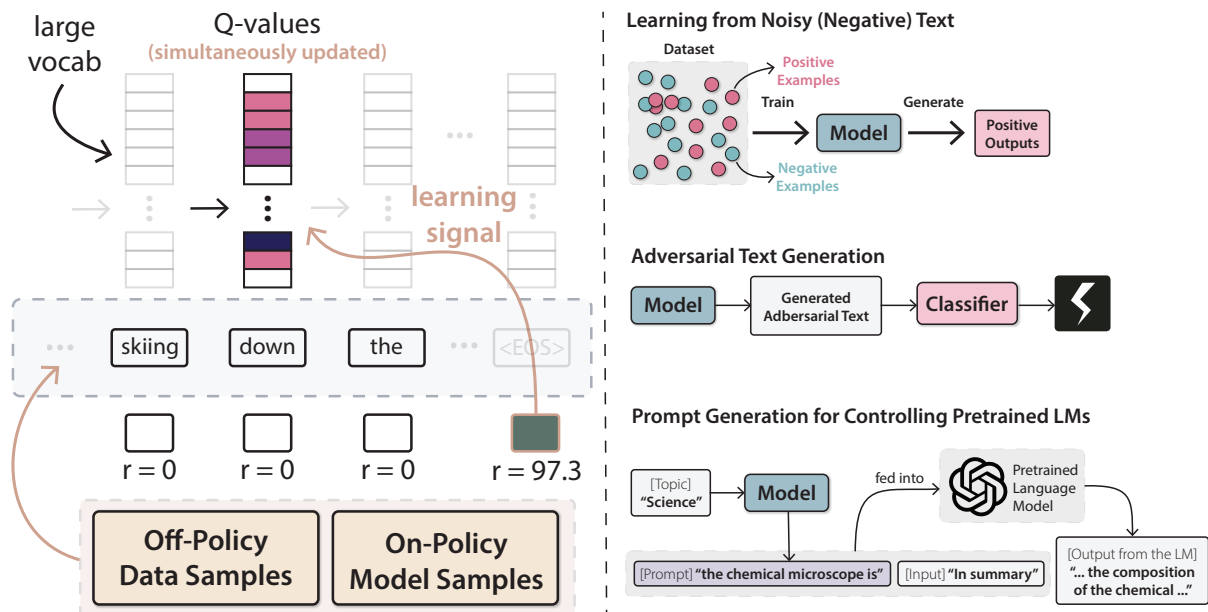 large
vocab
Q-values
(simultaneously updated)
learning
signal
skiing
down
the
<EOS>
r = 0
r = 0
r = 0
r = 97.3
Off-Policy
Data Samples
On-Policy
Model Samples
Learning from Noisy (Negative) Text
Dataset
Positive
Examples
Train
Model
Generate
Positive
Outputs
Negative
Examples
Adversarial Text Generation
Model
Generated
Adversarial Text
Classifier
Prompt Generation for Controlling Pretrained LMs
[Topic]
“Science”
Model
fed into
Pretrained
Language
Model
[Prompt] “the chemical microscope is”
[Input] “In summary”
[Output from the LM]
“... the composition
of the chemical ...”